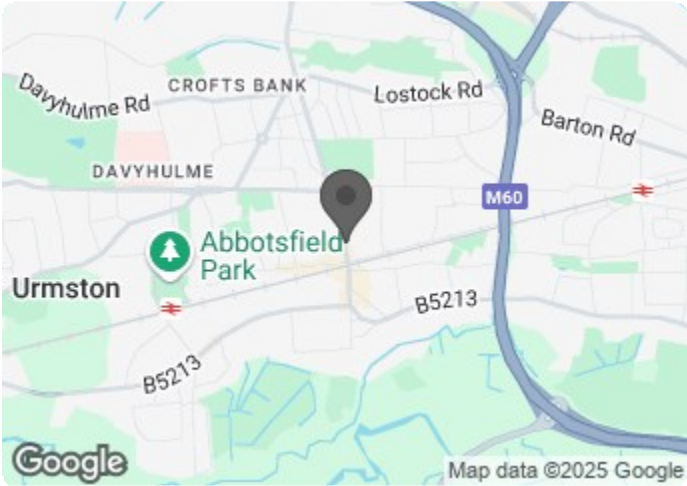 CROFTS BANK
Davyhulme Rd
Lostock Rd
Barton Rd
DAVYHULME
M60
Abbotsfield
Park
Urmston
B5213
B5213
Google
Map data ©2025 Google